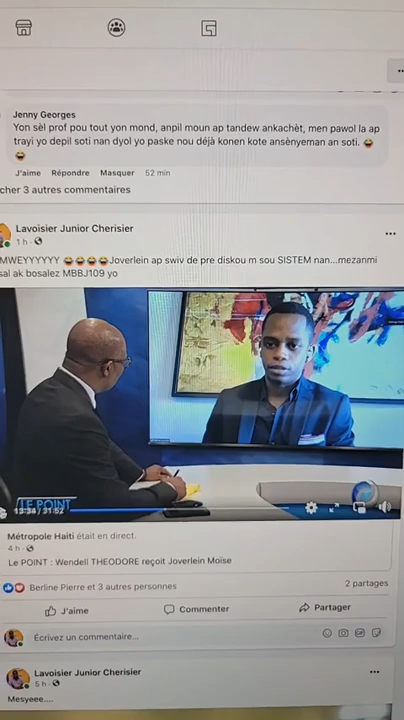 Jenny Georges
Yon sèl prof pou tout yon mond, anpil moun ap tandew ankachèt, men pawol la ap
trayi yo depil soti nan dyol yo paske nou déjà konen kote ansènyeman an soti. 😂
😂
J'aime Répondre Masquer 52 min
cher 3 autres commentaires
Lavoisier Junior Cherisier
1 h
MWEYYYYYY 😂😂😂😂Joverlein ap swiv de pre diskou m sou SISTEM nan...mezanmi
sal ak bosalez MBBJ109 yo
LE POINT
13:34 / 31:52
Métropole Haiti était en direct.
4 h
Le POINT : Wendell THEODORE reçoit Joverlein Moïse
Berline Pierre et 3 autres personnes
2 partages
J'aime
Commenter
Partager
Écrivez un commentaire...
GIF
Lavoisier Junior Cherisier
5 h
Mesyeee....